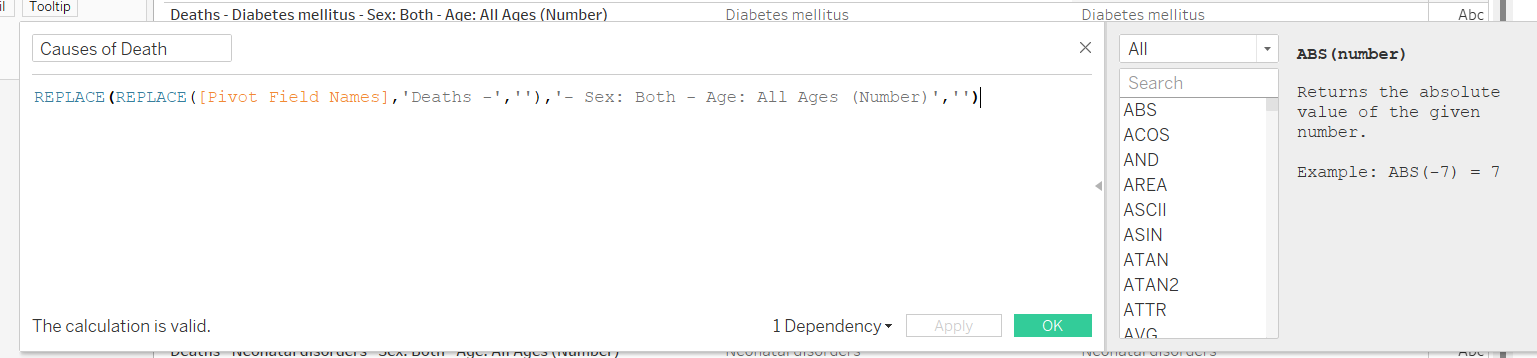 il Tooltip
Deaths - Diabetes mellitus - Sex: Both - Age: All Ages (Number) Diabetes mellitus Diabetes mellitus Abc
Causes of Death
REPLACE(REPLACE([Pivot Field Names],'Deaths -',''),'- Sex: Both - Age: All Ages (Number)','')
The calculation is valid.
1 Dependency
Apply
OK
All
Search
ABS
ACOS
AND
AREA
ASCII
ASIN
ATAN
ATAN2
ATTR
AVG
ABS(number)
Returns the absolute
value of the given
number.
Example: ABS(-7) = 7
Deaths - Neonatal disorders - Sex: Both - Age: All Ages (Number) Neonatal disorders Neonatal disorders Abc